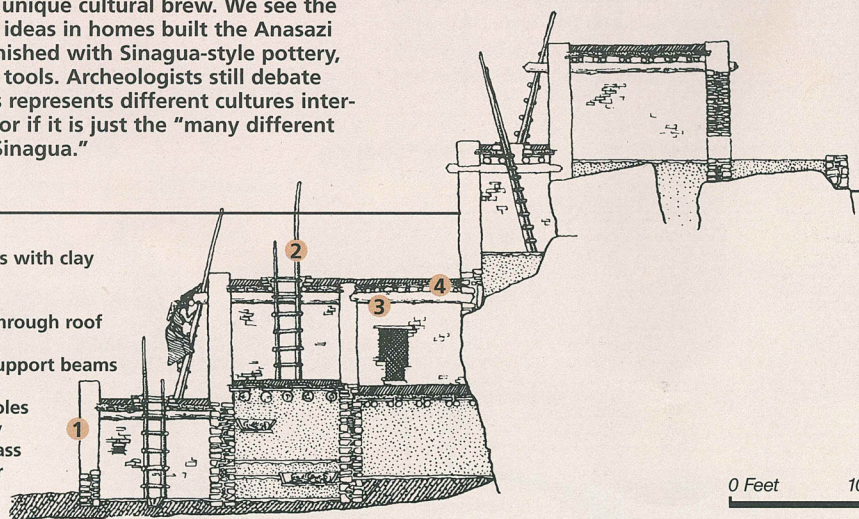 unique cultural brew. We see the
ideas in homes built the Anasazi
nished with Sinagua-style pottery,
tools. Archeologists still debate
s represents different cultures inter-
or if it is just the “many different
Sinagua.”
s with clay
hrough roof
upport beams
oles
ass
r
1
2
3
4
0 Feet
10